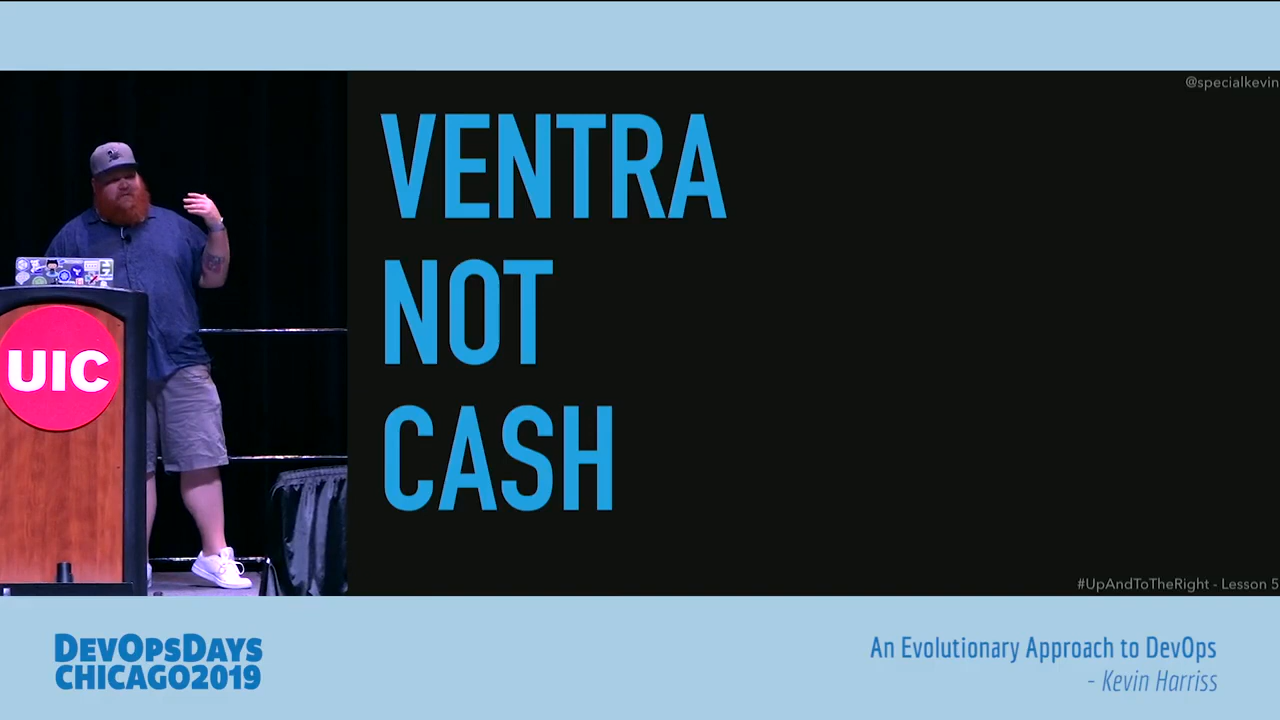 @specialkevin
VENTRA
NOT
CASH
UIC
#UpAndToTheRight - Lesson 5
DEVOPSDAYS
CHICAGO2019
An Evolutionary Approach to DevOps
- Kevin Harriss